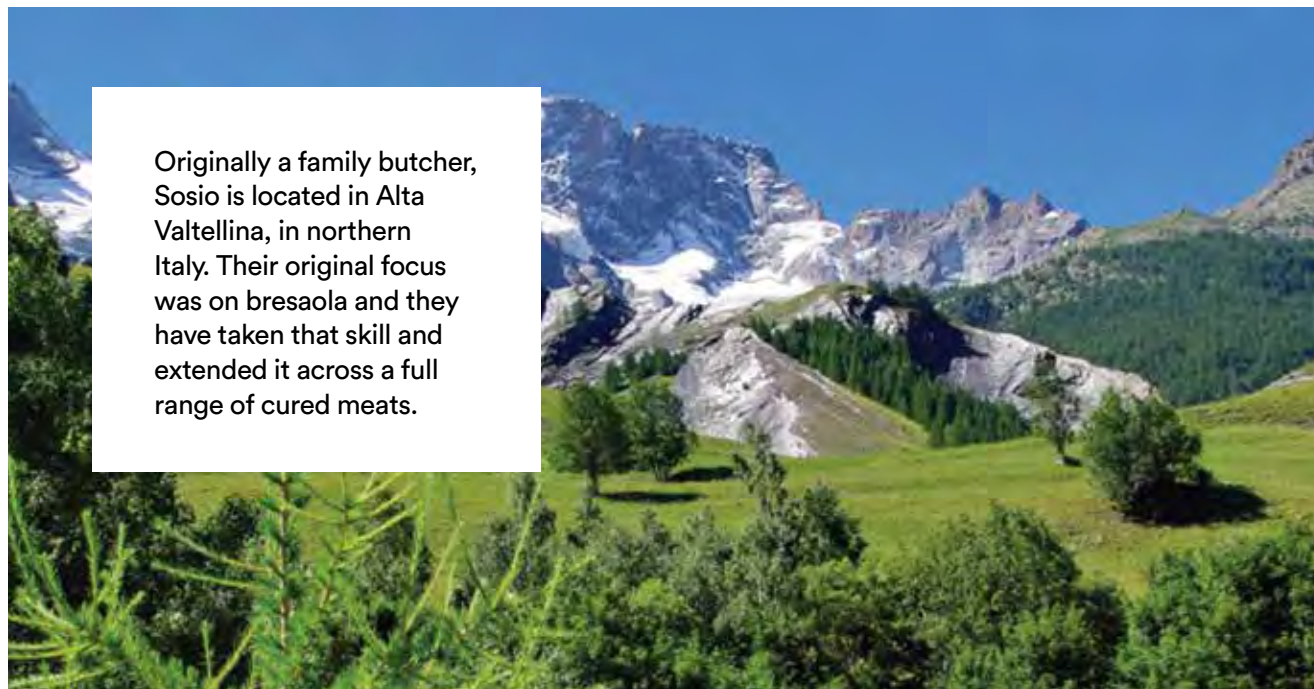 Originally a family butcher,
Sosio is located in Alta
Valtellina, in northern
Italy. Their original focus
was on bresaola and they
have taken that skill and
extended it across a full
range of cured meats.